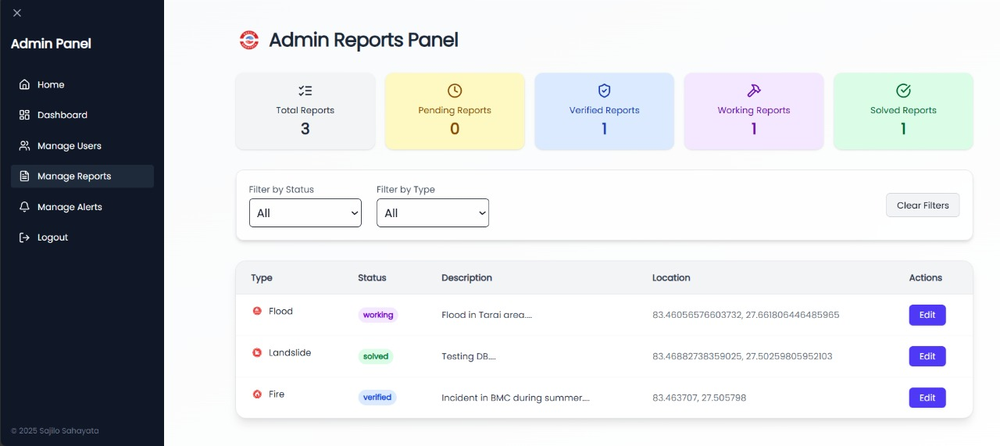 Admin Panel
Home
Dashboard
Manage Users
Manage Reports
Manage Alerts
Logout
© 2025 Sajilo Sahayata
Admin Reports Panel
Total Reports Pending Reports Verified Reports Working Reports Solved Reports
3 0 1 1 1
Filter by Status Filter by Type
All All Clear Filters
Type Status Description Location Actions
Flood working Flood in Tarai area.... 83.46056576603732, 27.661806446485965 Edit
Landslide solved Testing DB.... 83.46882738359025, 27.50259805952103 Edit
Fire verified Incident in BMC during summer.... 83.463707, 27.505798 Edit